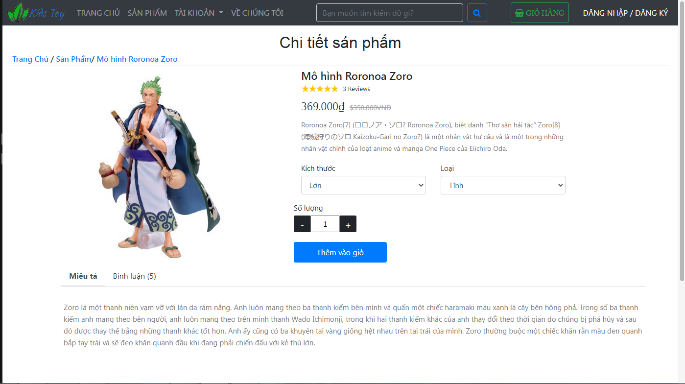 Toy TRANG CHỦ SẢN PHẨM TÀI KHOẢN VỀ CHÚNG TÔI Bạn muốn tìm kiếm đồ gì? GIỎ HÀNG ĐĂNG NHẬP / ĐĂNG KÝ
Chi tiết sản phẩm
Trang Chủ / Sản Phẩm/ Mô hình Roronoa Zoro
Mô hình Roronoa Zoro
3 Reviews
369.000₫ $350.000VNĐ
Roronoa Zoro[7] (ロロノア・ゾロ? Roronoa Zoro), biệt danh "Thợ săn hải tặc" Zoro[8]
(海賊狩りのゾロ Kaizoku-Gari no Zoro?) là một nhân vật hư cấu và là một trong những
nhân vật chính của loạt anime và manga One Piece của Eiichiro Oda.
Kích thước Loại
Lớn Tĩnh
Số lượng
- 1 +
Thêm vào giỏ
Miêu tả Bình luận (5)
Zoro là một thanh niên vạm vỡ với làn da rám nắng. Anh luôn mang theo ba thanh kiếm bên mình và quấn một chiếc haramaki màu xanh lá cây bên hông phải. Trong số ba thanh
kiếm anh mang theo bên người, anh luôn mang theo trên mình thanh Wado Ichimonji, trong khi hai thanh kiếm khác của anh thay đổi theo thời gian do chúng bị phá hủy và sau
đó được thay thế bằng những thanh khác tốt hơn. Anh ấy cũng có ba khuyên tai vàng giống hệt nhau trên tai trái của mình. Zoro thường buộc một chiếc khăn rằn màu đen quanh
bắp tay trái và sẽ đeo khăn quanh đầu khi đang phải chiến đấu với kẻ thù lớn.